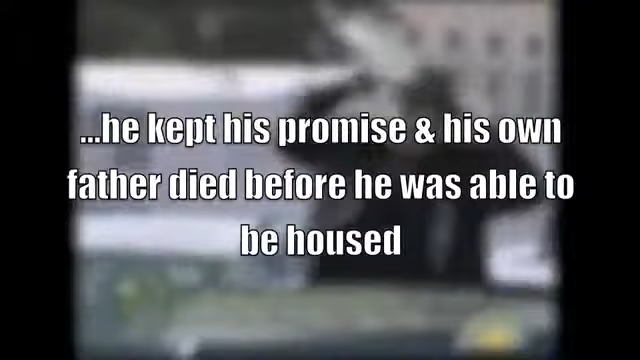 ...he kept his promise & his own
father died before he was able to
be housed